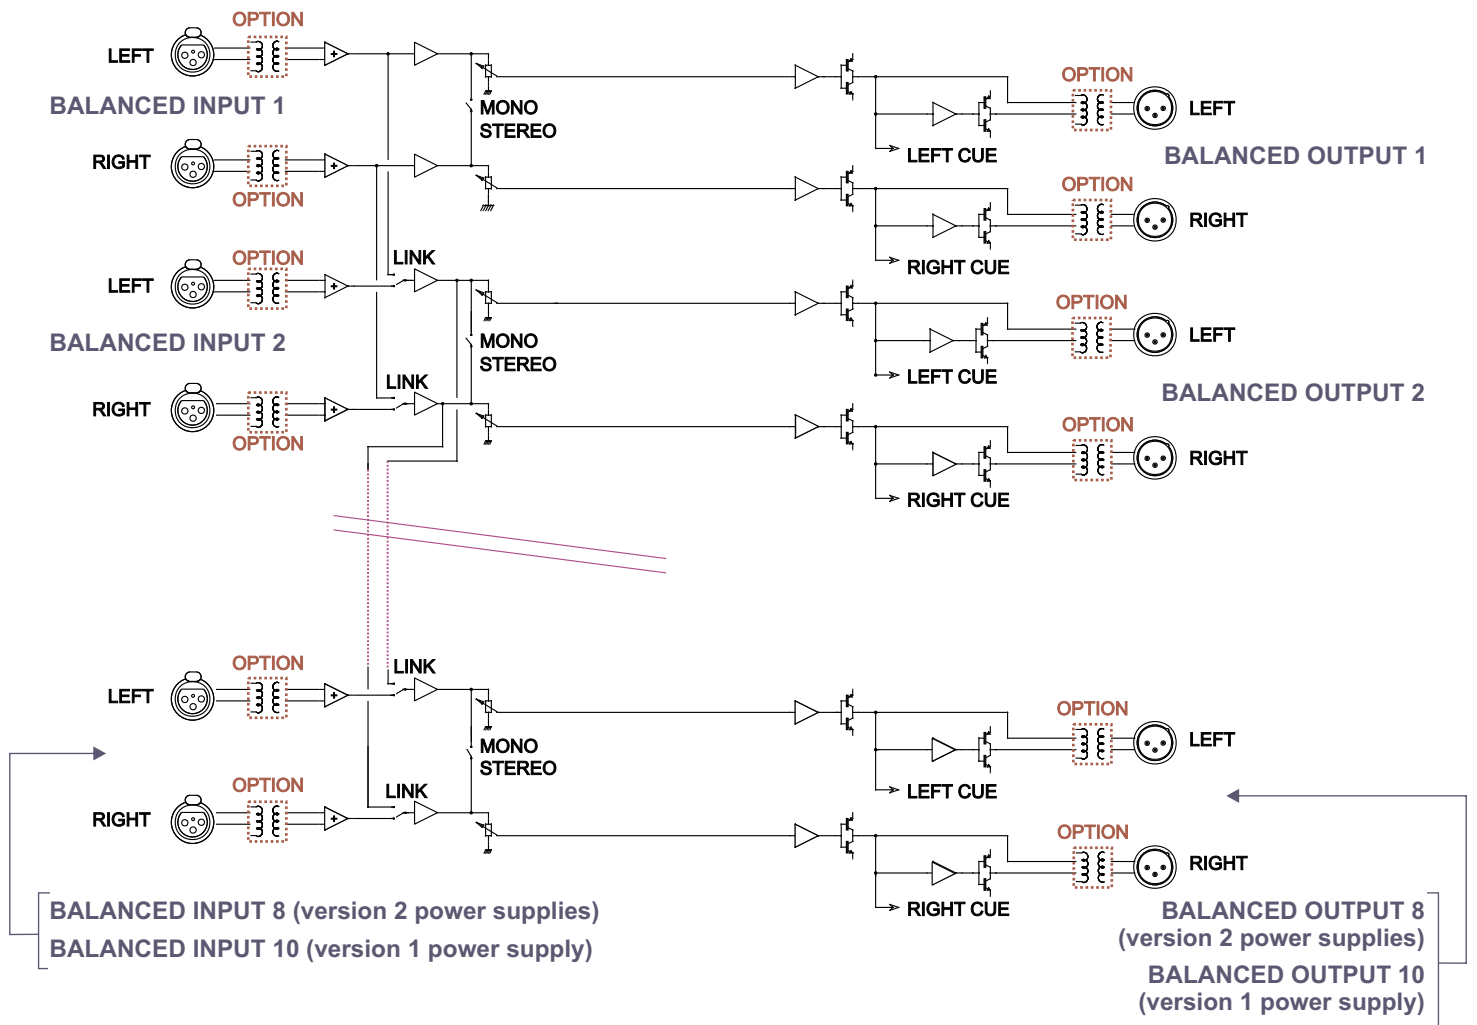 OPTION
OPTION
LEFT
LEFT
BALANCED INPUT 1
MONO
STEREO
LEFT CUE
BALANCED OUTPUT 1
RIGHT
OPTION
OPTION
RIGHT
RIGHT CUE
OPTION
LINK
LEFT
OPTION
LEFT
BALANCED INPUT 2
MONO
STEREO
LEFT CUE
BALANCED OUTPUT 2
LINK
RIGHT
OPTION
OPTION
RIGHT
RIGHT CUE
OPTION
LINK
LEFT
OPTION
LEFT
MONO
STEREO
LEFT CUE
OPTION
LINK
RIGHT
OPTION
RIGHT
RIGHT CUE
BALANCED INPUT 8 (version 2 power supplies)
BALANCED INPUT 10 (version 1 power supply)
BALANCED OUTPUT 8
(version 2 power supplies)
BALANCED OUTPUT 10
(version 1 power supply)